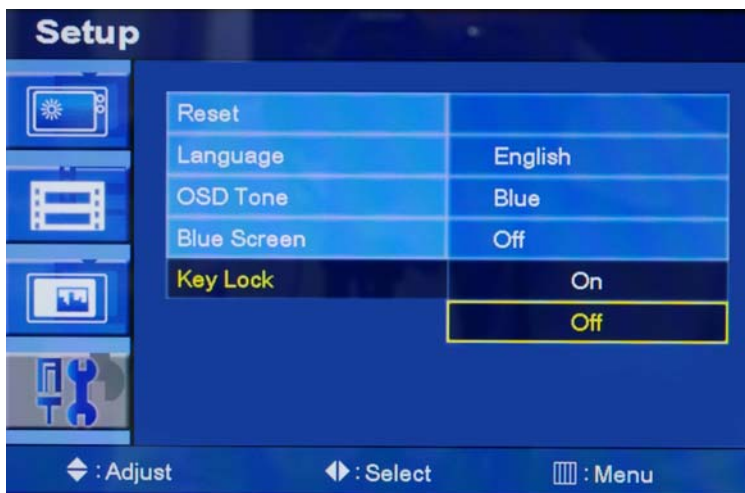 Setup
Reset
Language English
OSD Tone Blue
Blue Screen Off
Key Lock On
Off
: Adjust : Select : Menu